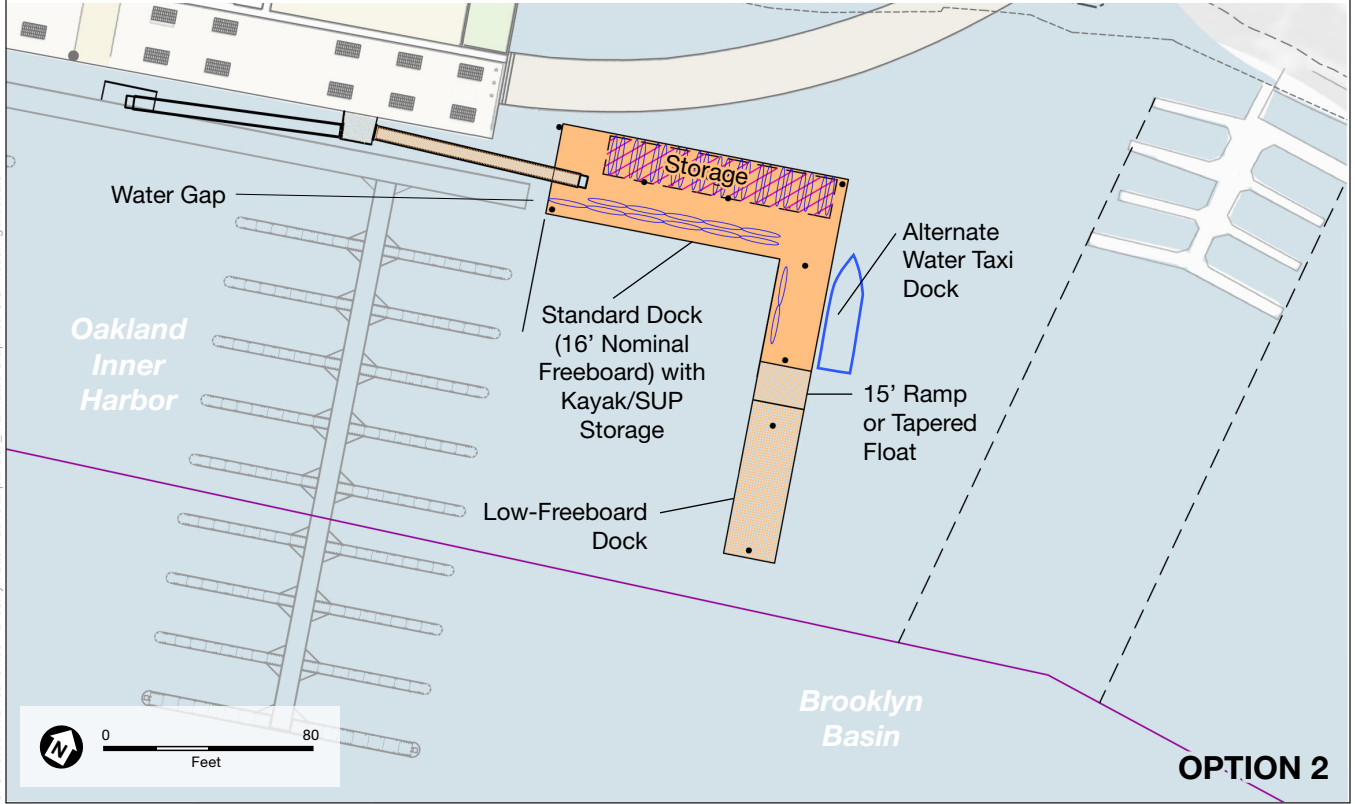 Storage
Water Gap
Alternate
Water Taxi
Dock
Oakland
Inner
Harbor
Standard Dock
(16’ Nominal
Freeboard) with
Kayak/SUP
Storage
15’ Ramp
or Tapered
Float
Low-Freeboard
Dock
Brooklyn
Basin
N
0 80
Feet
OPTION 2